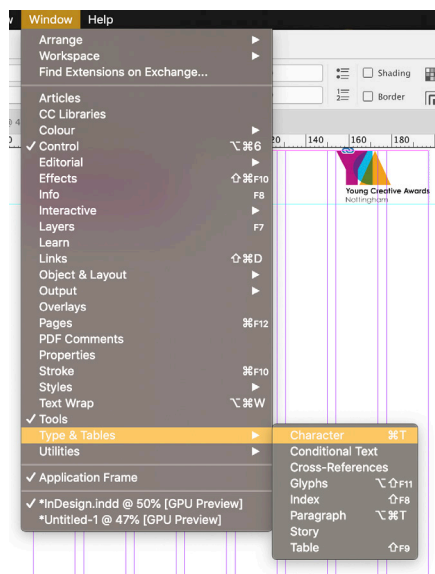 Window Help
Arrange
Workspace
Find Extensions on Exchange...
Shading
Articles
Border
CC Libraries
Colour
Control ⌥⌘6
20 140 160 180
Editorial
Effects ⇧⌘F10
Info F8
Interactive
Young Creative Awards
Nottingham
Layers F7
Learn
Links ⇧⌘D
Object & Layout
Output
Overlays
Pages ⌘F12
PDF Comments
Properties
Stroke ⌘F10
Styles
Text Wrap ⌥⌘W
Tools
Type & Tables
Utilities
Application Frame
*InDesign.indd @ 50% [GPU Preview]
*Untitled-1 @ 47% [GPU Preview]
Character ⌘T
Conditional Text
Cross-References
Glyphs ⌥⇧F11
Index ⇧F8
Paragraph ⌥⌘T
Story
Table ⇧F9